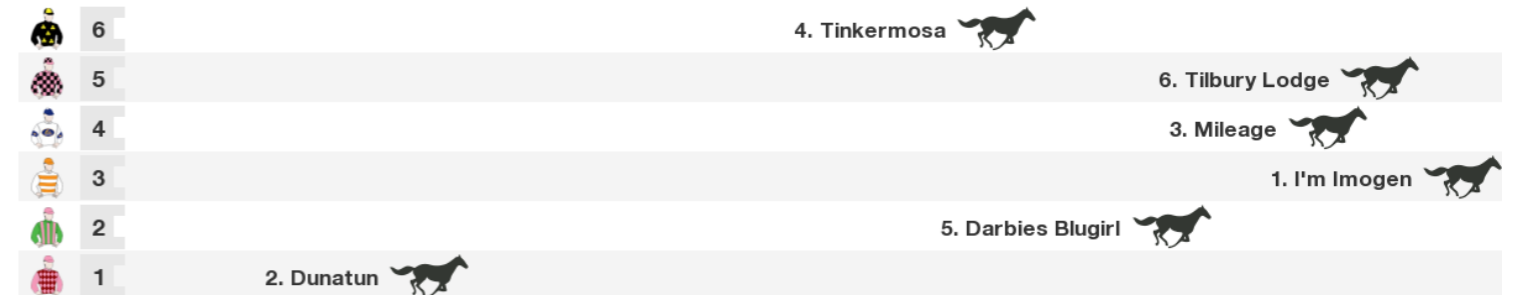 6 4. Tinkermosa
5 6. Tilbury Lodge
4 3. Mileage
3 1. I'm Imogen
2 5. Darbies Blugirl
1 2. Dunatun